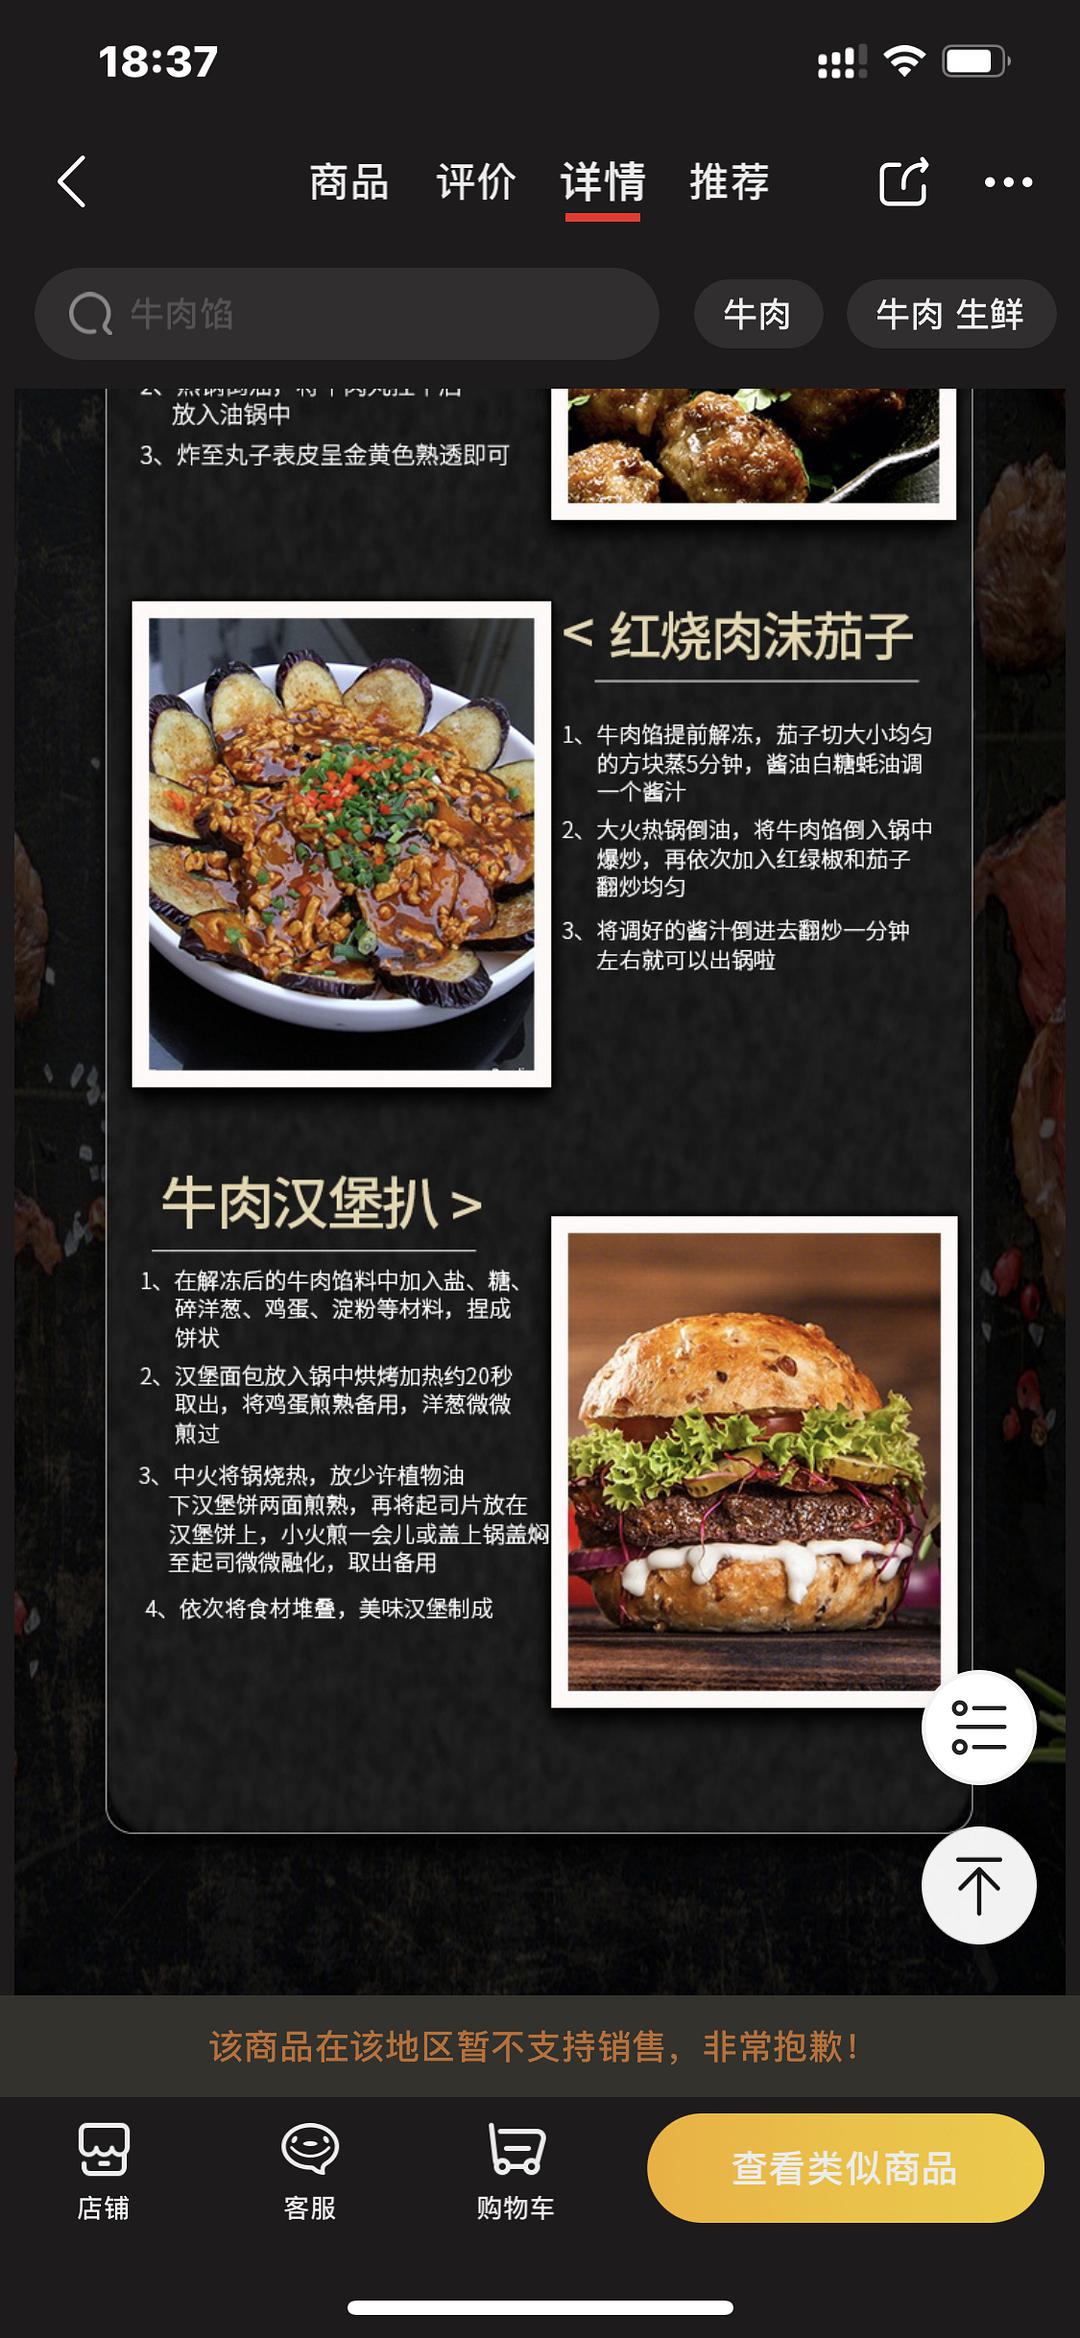 18:37
商品 评价 详情 推荐
牛肉馅 牛肉 牛肉 生鲜
放入油锅中
3、炸至丸子表皮呈金黄色熟透即可
< 红烧肉沫茄子
1、牛肉馅提前解冻，茄子切大小均匀
的方块蒸5分钟，酱油白糖蚝油调
一个酱汁
2、大火热锅倒油，将牛肉馅倒入锅中
爆炒，再依次加入红绿椒和茄子
翻炒均匀
3、将调好的酱汁倒进去翻炒一分钟
左右就可以出锅啦
牛肉汉堡扒 >
1、在解冻后的牛肉馅料中加入盐、糖、
碎洋葱、鸡蛋、淀粉等材料，捏成
饼状
2、汉堡面包放入锅中烘烤加热约20秒
取出，将鸡蛋煎熟备用，洋葱微微
煎过
3、中火将锅烧热，放少许植物油
下汉堡饼两面煎熟，再将起司片放在
汉堡饼上，小火煎一会儿或盖上锅盖焖
至起司微微融化，取出备用
4、依次将食材堆叠，美味汉堡制成
该商品在该地区暂不支持销售，非常抱歉！
店铺 客服 购物车 查看类似商品